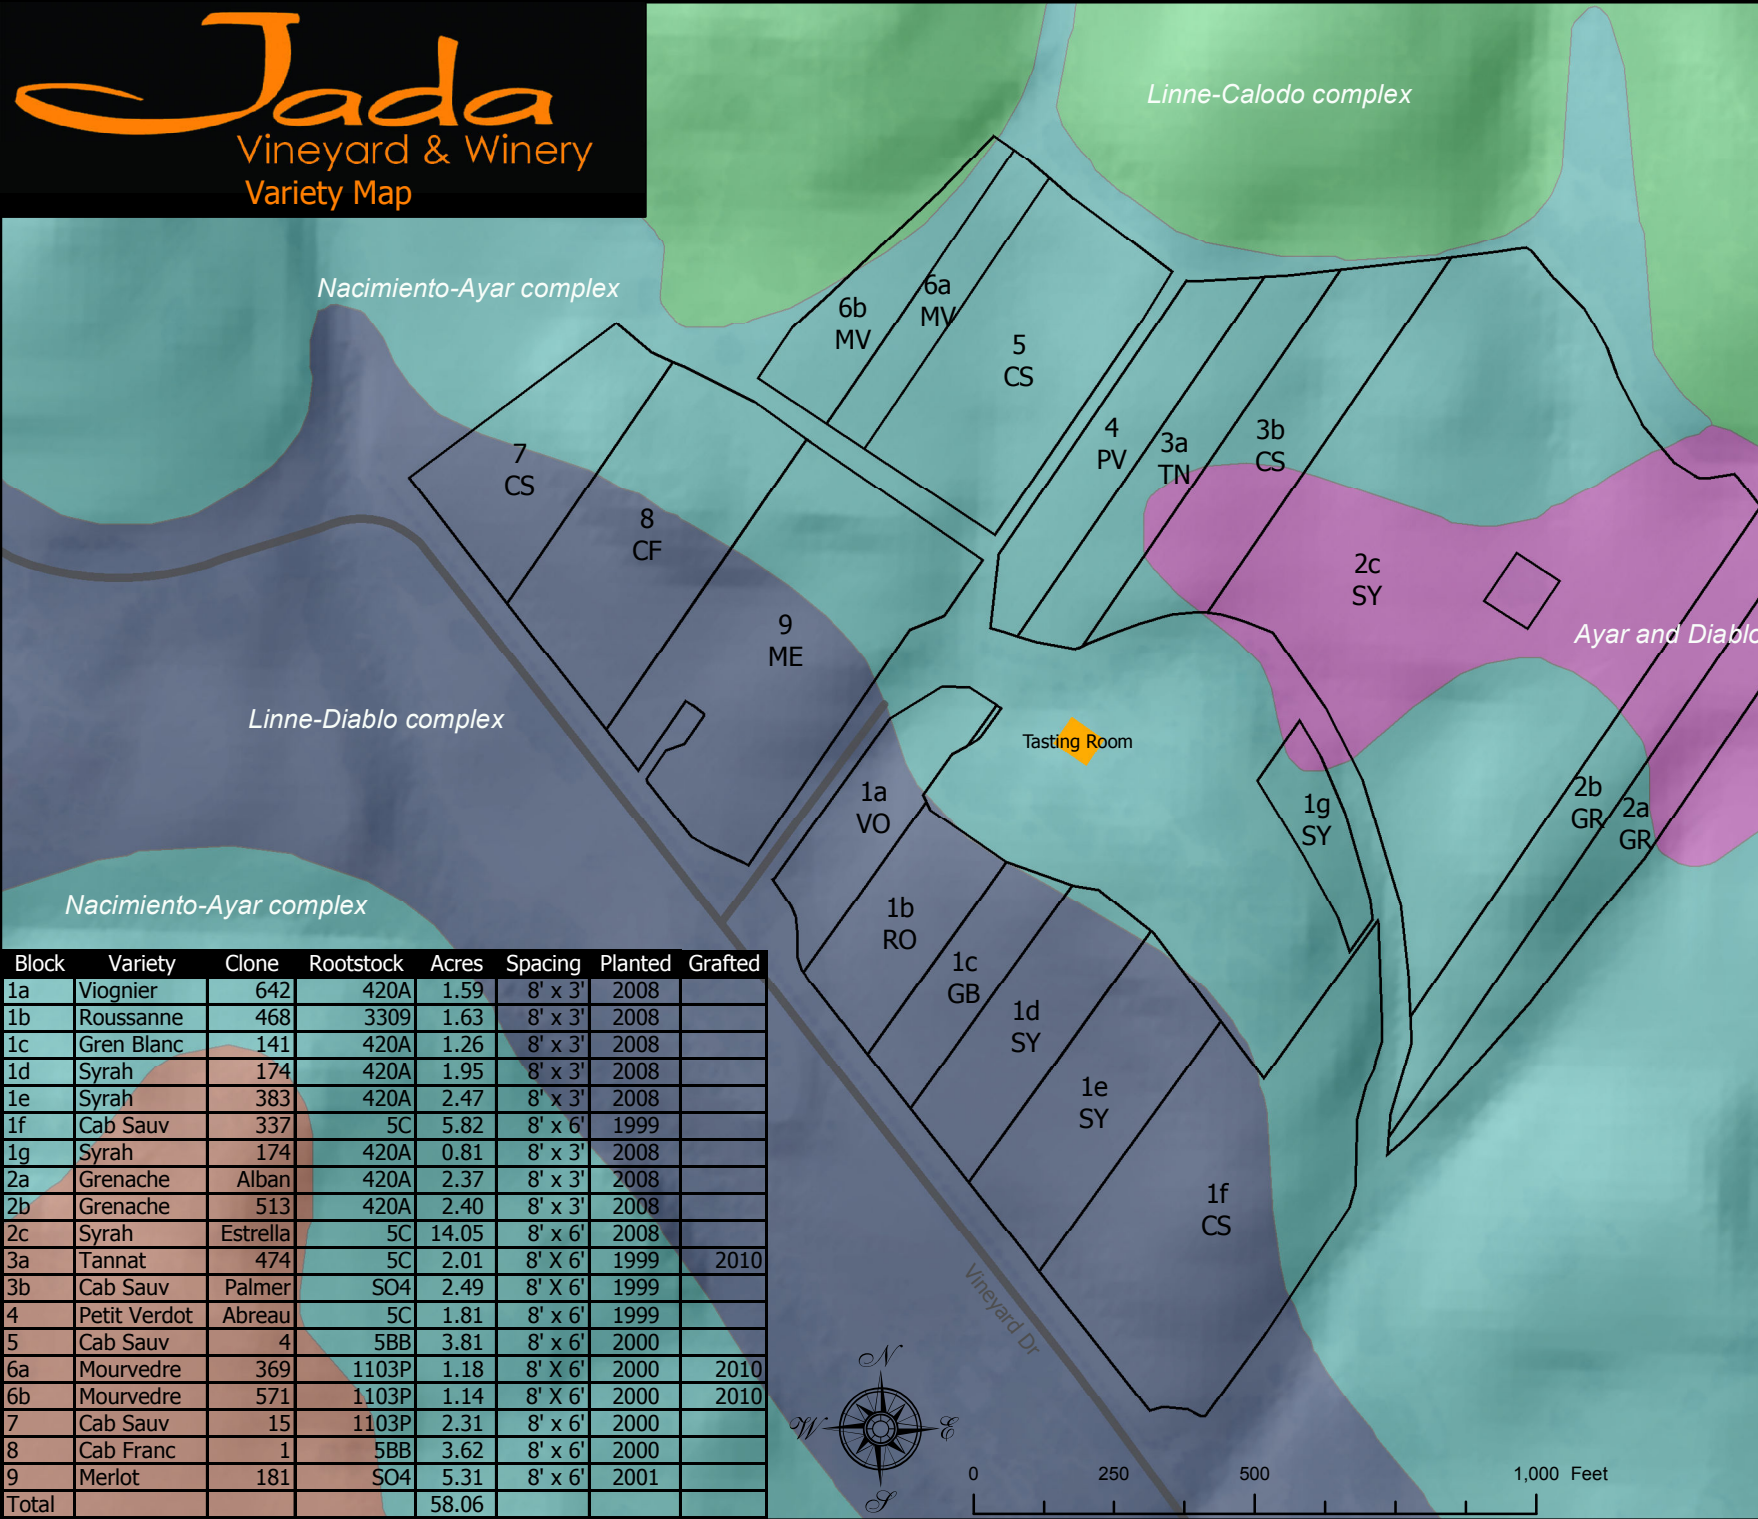 Jada
Vineyard & Winery
Variety Map
Linne-Calodo complex
Nacimiento-Ayar complex
6b
MV
6a
MV
5
CS
4
PV
3a
TN
3b
CS
7
CS
8
CF
2c
SY
9
ME
Ayar and Diablo
Linne-Diablo complex
Tasting Room
1a
VO
1g
SY
2b
GR
2a
GR
Nacimiento-Ayar complex
1b
RO
1c
GB
1d
SY
1e
SY
1f
CS
Vineyard Dr
Block Variety Clone Rootstock Acres Spacing Planted Grafted
1a Viognier 642 420A 1.59 8' x 3' 2008
1b Roussanne 468 3309 1.63 8' x 3' 2008
1c Gren Blanc 141 420A 1.26 8' x 3' 2008
1d Syrah 174 420A 1.95 8' x 3' 2008
1e Syrah 383 420A 2.47 8' x 3' 2008
1f Cab Sauv 337 5C 5.82 8' x 6' 1999
1g Syrah 174 420A 0.81 8' x 3' 2008
2a Grenache Alban 420A 2.37 8' x 3' 2008
2b Grenache 513 420A 2.40 8' x 3' 2008
2c Syrah Estrella 5C 14.05 8' x 6' 2008
3a Tannat 474 5C 2.01 8' X 6' 1999 2010
3b Cab Sauv Palmer SO4 2.49 8' X 6' 1999
4 Petit Verdot Abreau 5C 1.81 8' x 6' 1999
5 Cab Sauv 4 5BB 3.81 8' x 6' 2000
6a Mourvedre 369 1103P 1.18 8' X 6' 2000 2010
6b Mourvedre 571 1103P 1.14 8' X 6' 2000 2010
7 Cab Sauv 15 1103P 2.31 8' x 6' 2000
8 Cab Franc 1 5BB 3.62 8' x 6' 2000
9 Merlot 181 SO4 5.31 8' x 6' 2001
Total 58.06
N
W E
S
0 250 500 1,000 Feet